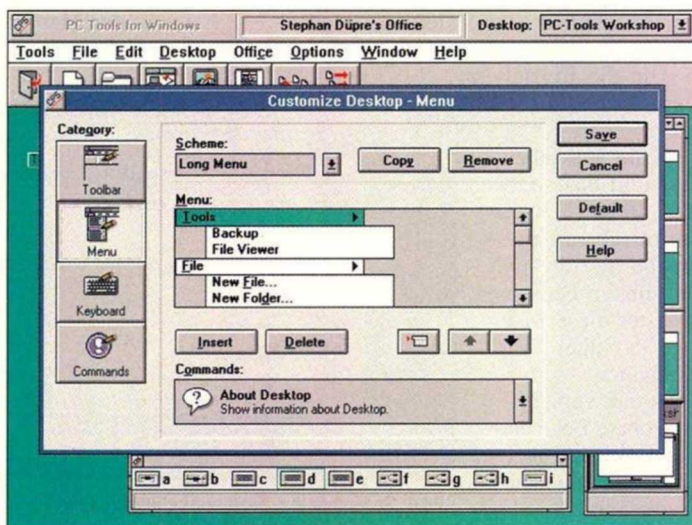 PC Tools for Windows
Stephan Düpre's Office
Desktop: PC-Tools Workshop
Tools File Edit Desktop Office Options Window Help
Customize Desktop - Menu
Category:
Toolbar
Menu
Keyboard
Commands
Scheme:
Long Menu
Copy
Remove
Menu:
Tools
Backup
File Viewer
File
New File...
New Folder...
Insert
Delete
Commands:
About Desktop
Show information about Desktop.
Save
Cancel
Default
Help
a b c d e f g h i